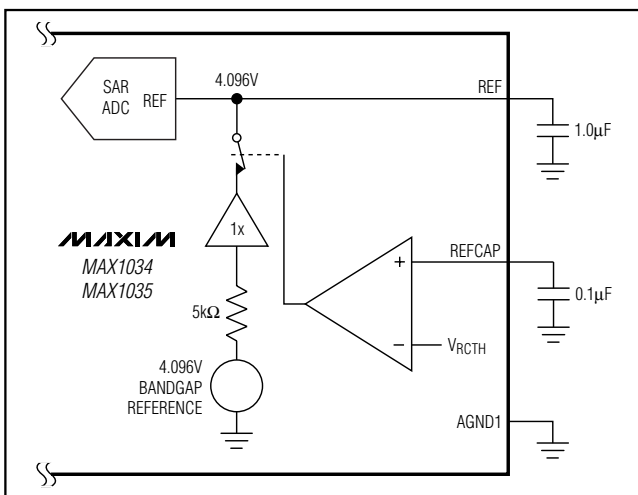 4.096V
REF
SAR
ADC
REF
1.0µF
1x
MAXIM
MAX1034
MAX1035
REFCAP
+
0.1µF
5kΩ
−
VRCTH
4.096V
BANDGAP
REFERENCE
AGND1